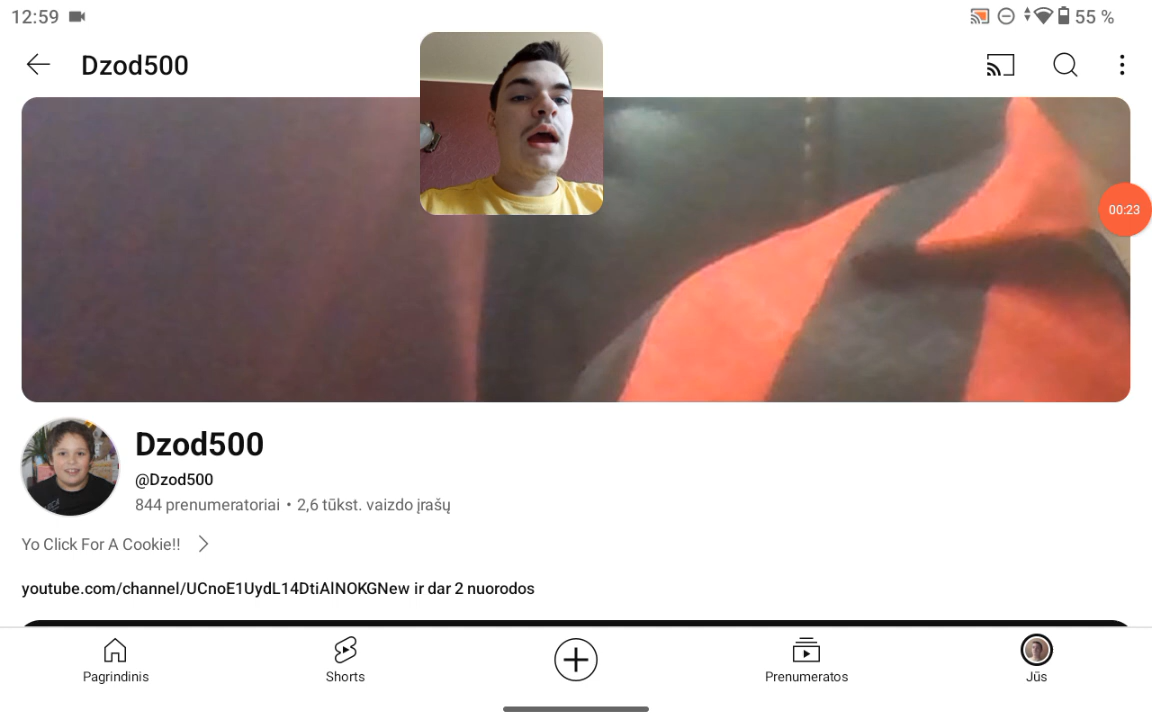 12:59 55 %
Dzod500
00:23
Dzod500
@Dzod500
844 prenumeratoriai • 2,6 tūkst. vaizdo įrašų
Yo Click For A Cookie!!
youtube.com/channel/UCnoE1UydL14DtiAlNOKGNew ir dar 2 nuorodos
Pagrindinis Shorts Prenumeratos Jūs